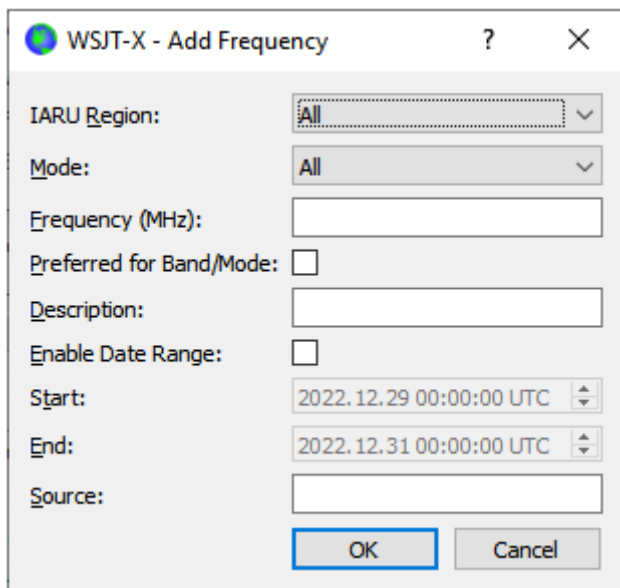 WSJT-X - Add Frequency ?
IARU Region: All
Mode: All
Frequency (MHz):
Preferred for Band/Mode:
Description:
Enable Date Range:
Start: 2022.12.29 00:00:00 UTC
End: 2022.12.31 00:00:00 UTC
Source:
OK Cancel